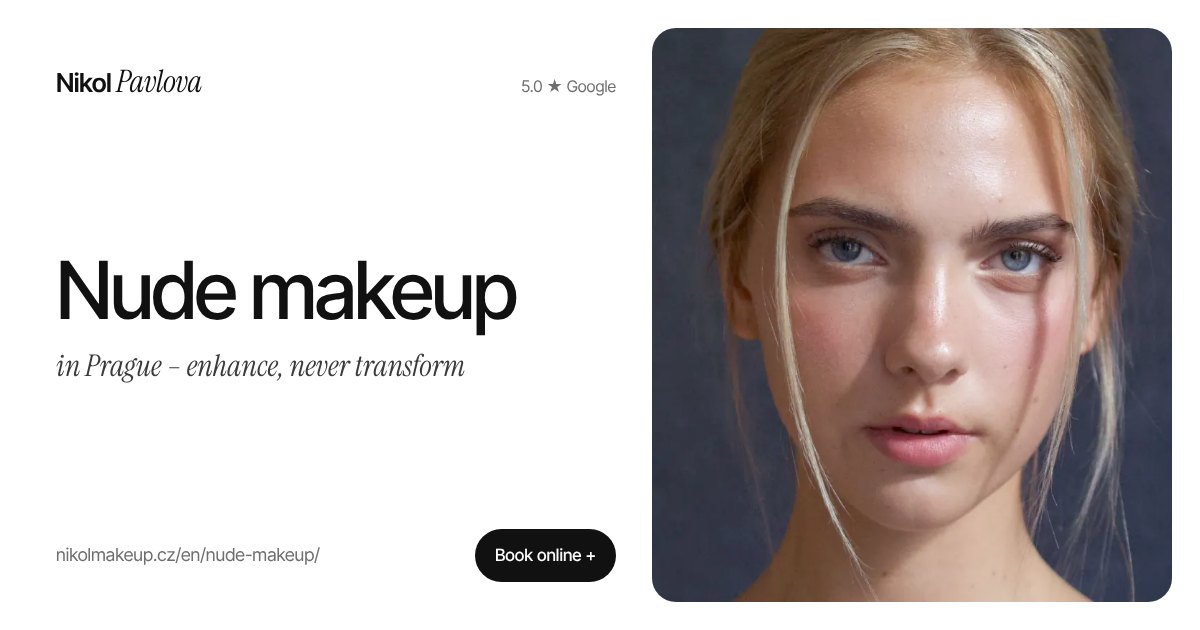 Nikol Pavlova
5.0 ★ Google
Nude makeup
in Prague – enhance, never transform
nikolmakeup.cz/en/nude-makeup/
Book online +